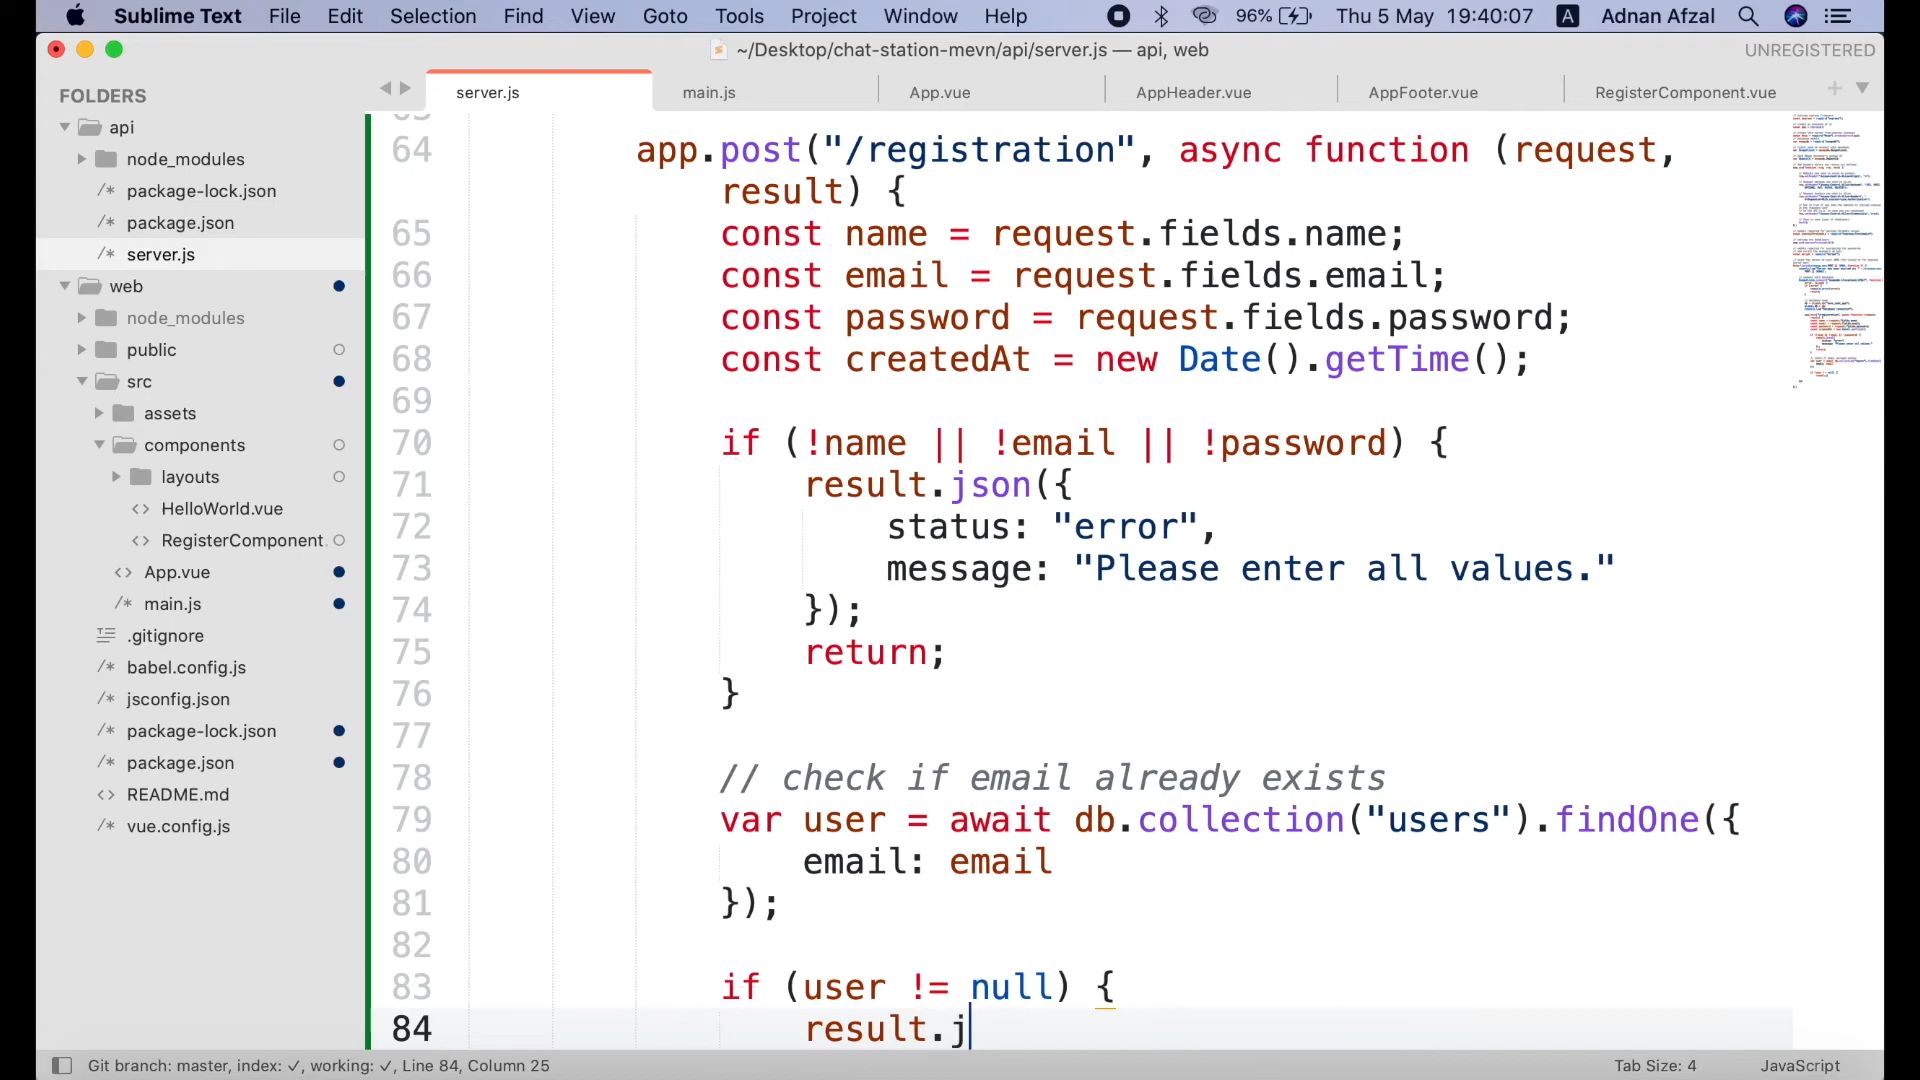 Sublime Text File Edit Selection Find View Goto Tools Project Window Help 96% Thu 5 May 19:40:07 A Adnan Afzal
~/Desktop/chat-station-mevn/api/server.js — api, web UNREGISTERED
FOLDERS
api
node_modules
/* package-lock.json
/* package.json
/* server.js
web
node_modules
public
src
assets
components
layouts
<> HelloWorld.vue
<> RegisterComponent.
<> App.vue
/* main.js
.gitignore
/* babel.config.js
/* jsconfig.json
/* package-lock.json
/* package.json
<> README.md
/* vue.config.js
server.js main.js App.vue AppHeader.vue AppFooter.vue RegisterComponent.vue
64 app.post("/registration", async function (request,
result) {
65 const name = request.fields.name;
66 const email = request.fields.email;
67 const password = request.fields.password;
68 const createdAt = new Date().getTime();
69
70 if (!name || !email || !password) {
71 result.json({
72 status: "error",
73 message: "Please enter all values."
74 });
75 return;
76 }
77
78 // check if email already exists
79 var user = await db.collection("users").findOne({
80 email: email
81 });
82
83 if (user != null) {
84 result.j
Git branch: master, index: ✓, working: ✓, Line 84, Column 25 Tab Size: 4 JavaScript